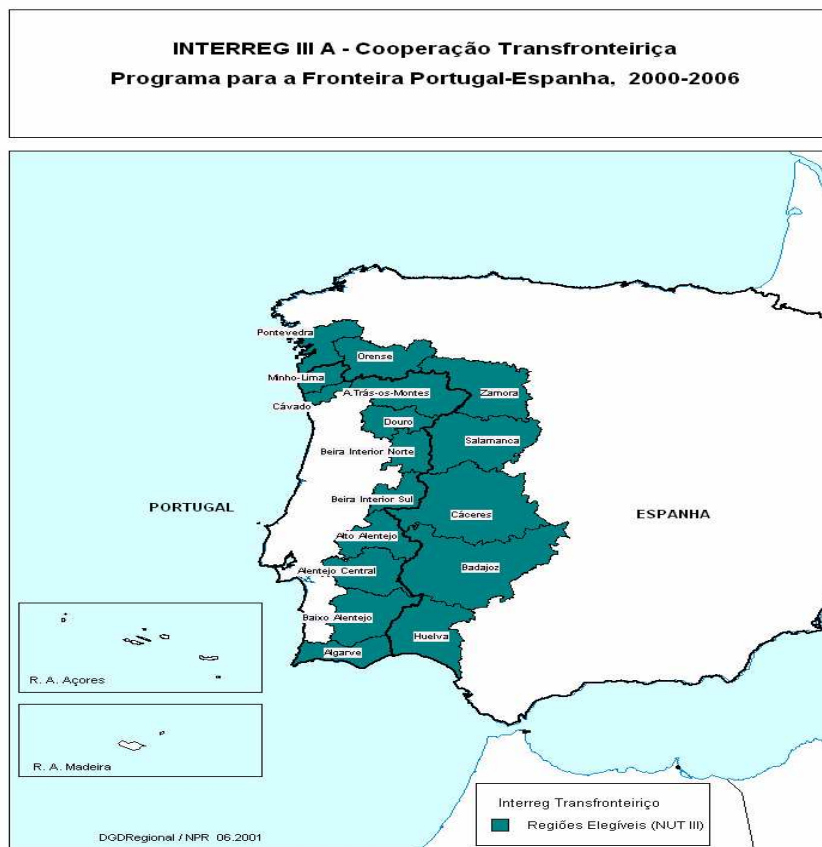 INTERREG III A - Cooperação Transfronteiriça
Programa para a Fronteira Portugal-Espanha, 2000-2006
Pontevedra
Orense
Minho-Lima
A.Trás-os-Montes
Zamora
Cávado
Douro
Salamanca
Beira Interior Norte
Beira Interior Sul
PORTUGAL
Cáceres
ESPANHA
Alto Alentejo
Alentejo Central
Badajoz
Baixo Alentejo
Huelva
Algarve
R. A. Açores
R. A. Madeira
Interreg Transfronteiriço
Regiões Elegíveis (NUT III)
DGDRegional / NPR 06.2001